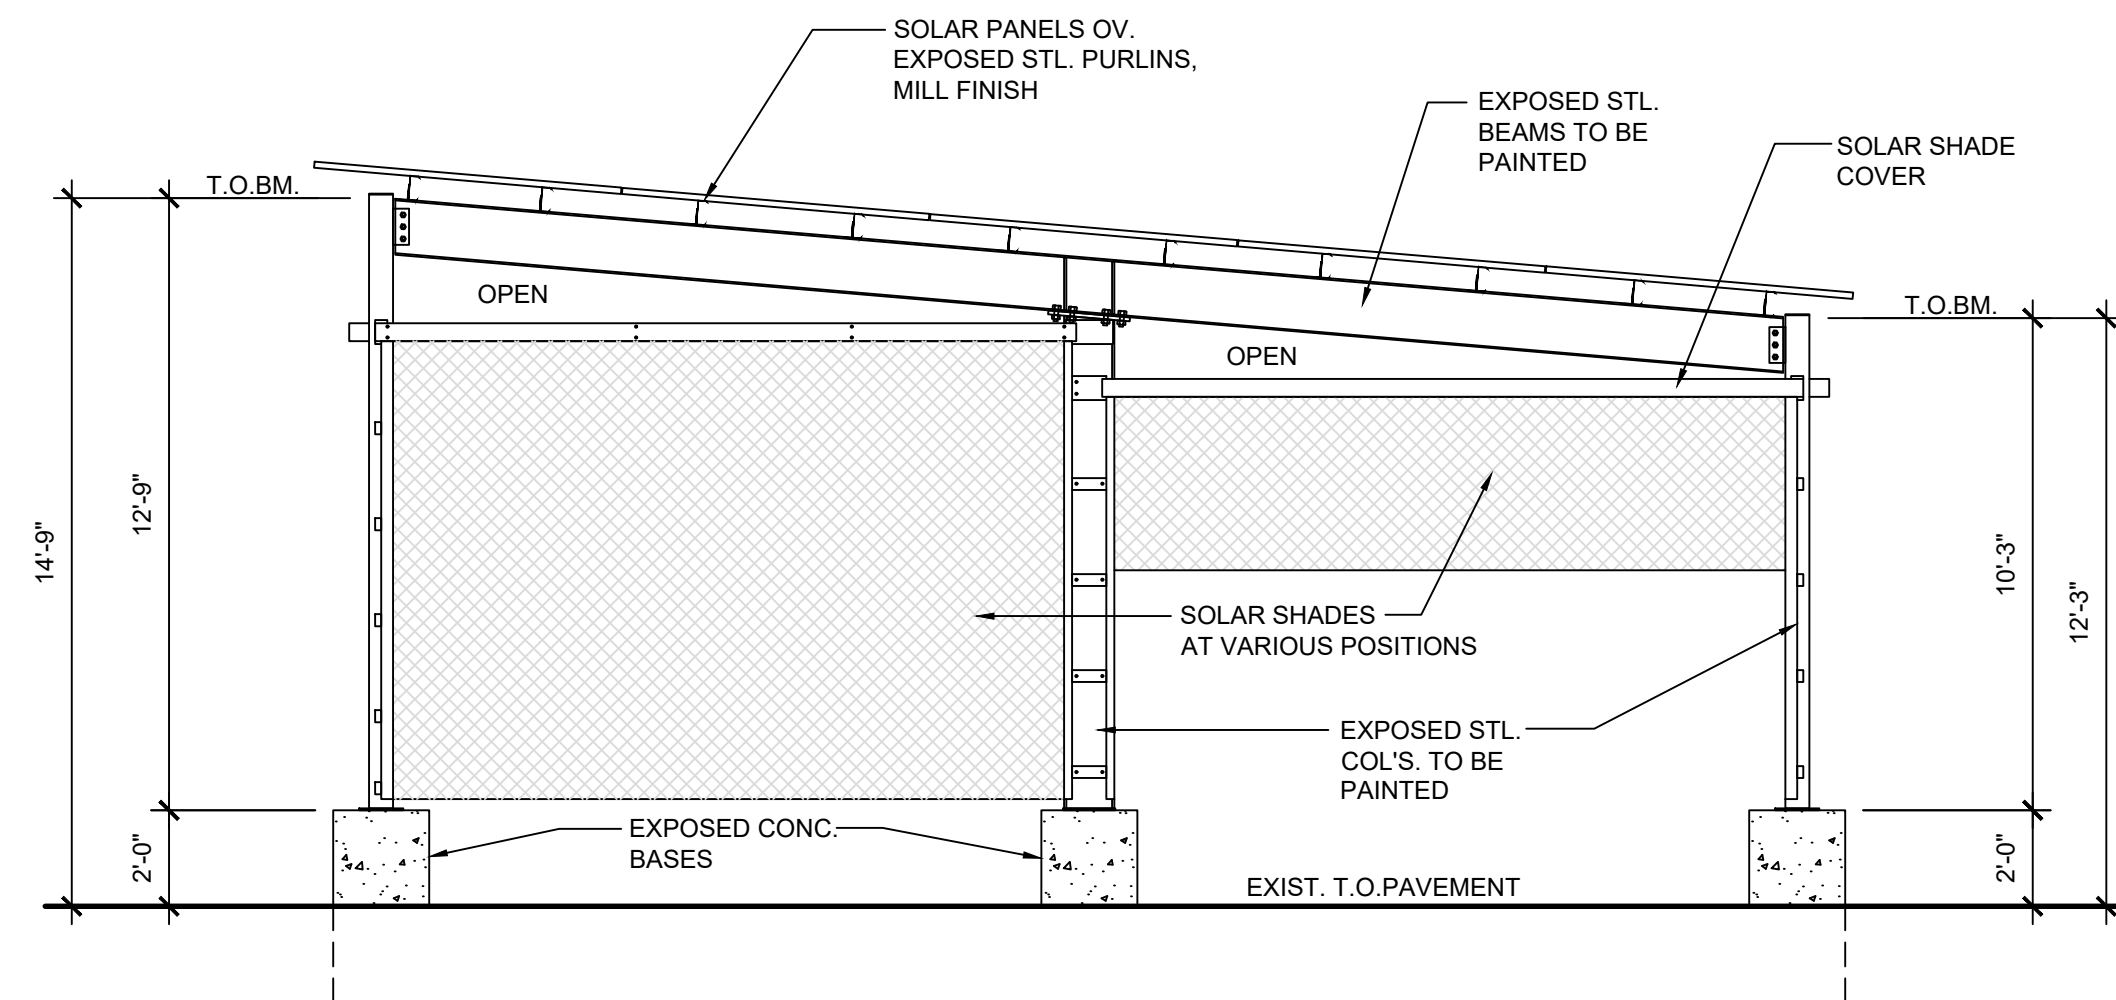 SOLAR PANELS OV.
EXPOSED STL. PURLINS,
MILL FINISH
EXPOSED STL.
BEAMS TO BE
PAINTED
SOLAR SHADE
COVER
T.O.BM.
T.O.BM.
OPEN
OPEN
14'-9"
12'-9"
2'-0"
10'-3"
12'-3"
2'-0"
SOLAR SHADES
AT VARIOUS POSITIONS
EXPOSED STL.
COL'S. TO BE
PAINTED
EXPOSED CONC.
BASES
EXIST. T.O.PAVEMENT